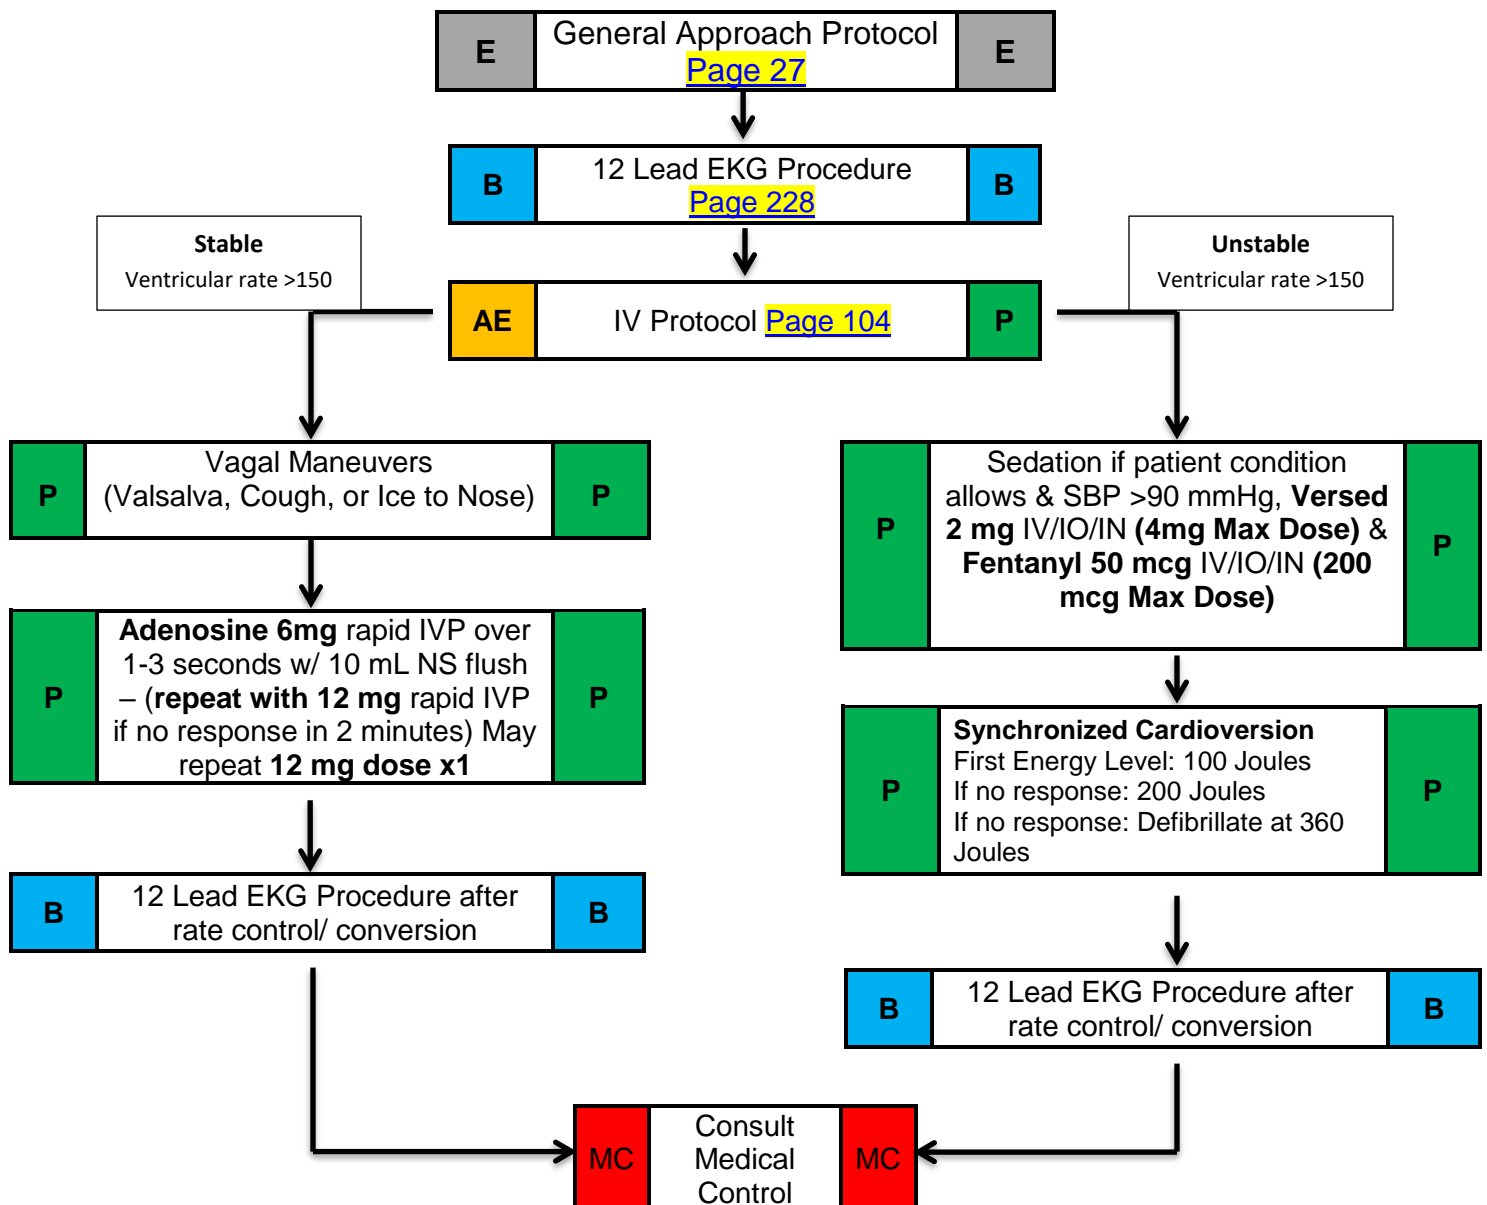 E
General Approach Protocol
Page 27
E
B
12 Lead EKG Procedure
Page 228
B
Stable
Ventricular rate >150
Unstable
Ventricular rate >150
AE
IV Protocol Page 104
P
P
Vagal Maneuvers
(Valsalva, Cough, or Ice to Nose)
P
P
Adenosine 6mg rapid IVP over
1-3 seconds w/ 10 mL NS flush
– (repeat with 12 mg rapid IVP
if no response in 2 minutes) May
repeat 12 mg dose x1
P
B
12 Lead EKG Procedure after
rate control/ conversion
B
P
Sedation if patient condition
allows & SBP >90 mmHg, Versed
2 mg IV/IO/IN (4mg Max Dose) &
Fentanyl 50 mcg IV/IO/IN (200
mcg Max Dose)
P
P
Synchronized Cardioversion
First Energy Level: 100 Joules
If no response: 200 Joules
If no response: Defibrillate at 360
Joules
P
B
12 Lead EKG Procedure after
rate control/ conversion
B
MC
Consult
Medical
Control
MC